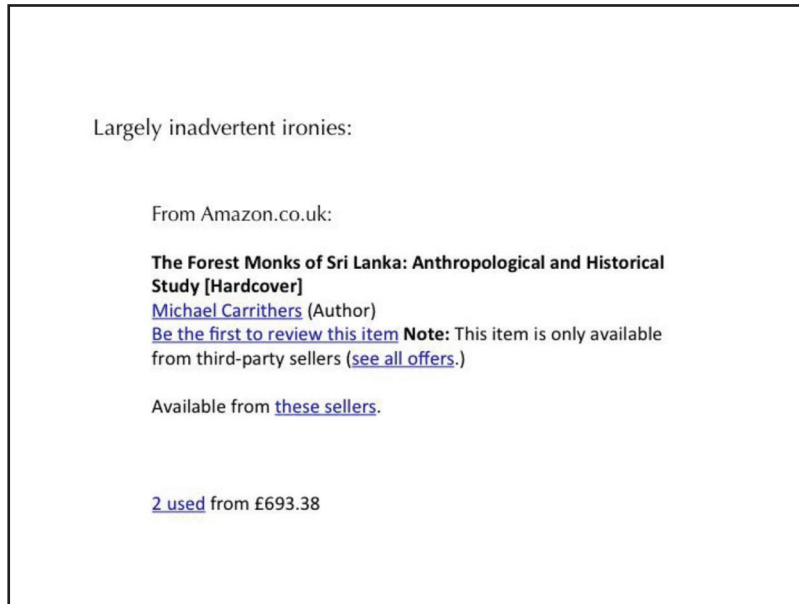 Largely inadvertent ironies:
From Amazon.co.uk:
The Forest Monks of Sri Lanka: Anthropological and Historical
Study [Hardcover]
Michael Carrithers (Author)
Be the first to review this item Note: This item is only available
from third-party sellers (see all offers.)
Available from these sellers.
2 used from £693.38